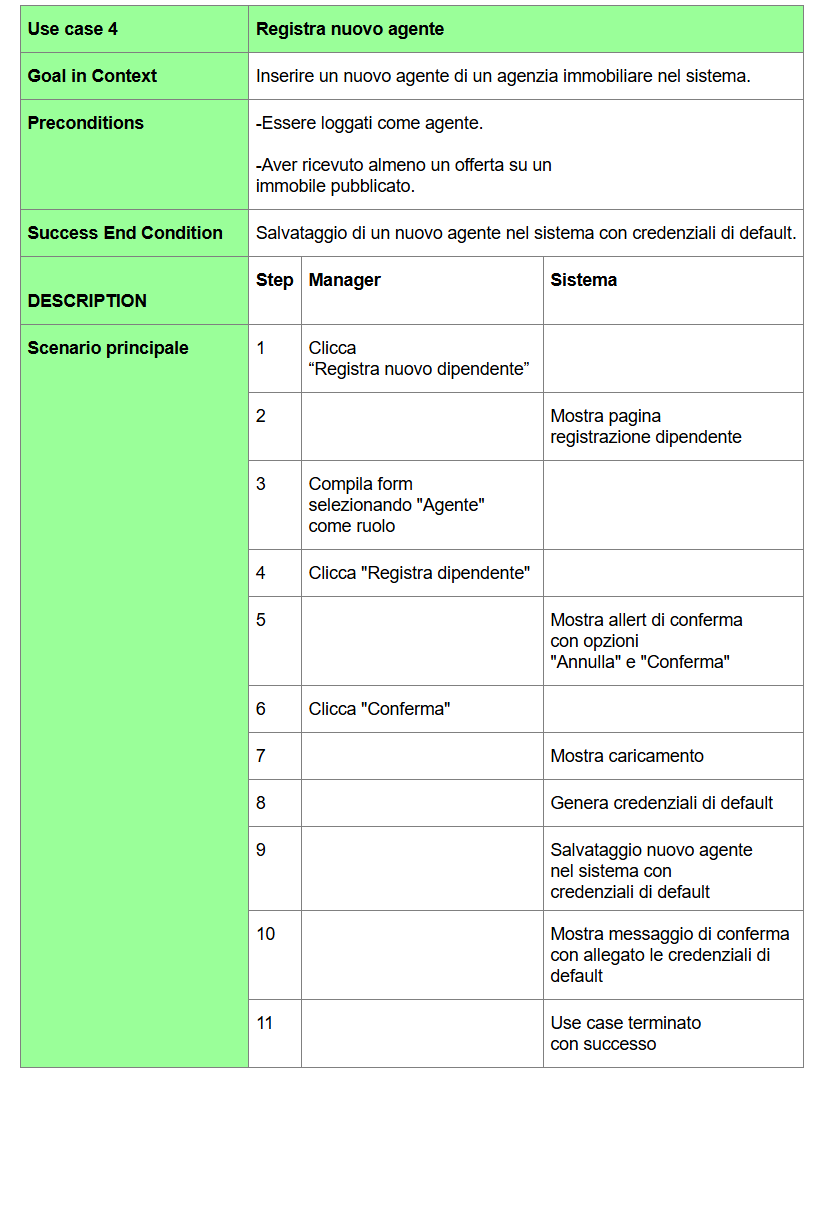 Use case 4
Registra nuovo agente
Goal in Context
Inserire un nuovo agente di un agenzia immobiliare nel sistema.
Preconditions
-Essere loggati come agente.
-Aver ricevuto almeno un offerta su un
immobile pubblicato.
Success End Condition
Salvataggio di un nuovo agente nel sistema con credenziali di default.
DESCRIPTION
Step
Manager
Sistema
Scenario principale
1
Clicca
“Registra nuovo dipendente”
2
Mostra pagina
registrazione dipendente
3
Compila form
selezionando "Agente"
come ruolo
4
Clicca "Registra dipendente"
5
Mostra allert di conferma
con opzioni
"Annulla" e "Conferma"
6
Clicca "Conferma"
7
Mostra caricamento
8
Genera credenziali di default
9
Salvataggio nuovo agente
nel sistema con
credenziali di default
10
Mostra messaggio di conferma
con allegato le credenziali di
default
11
Use case terminato
con successo